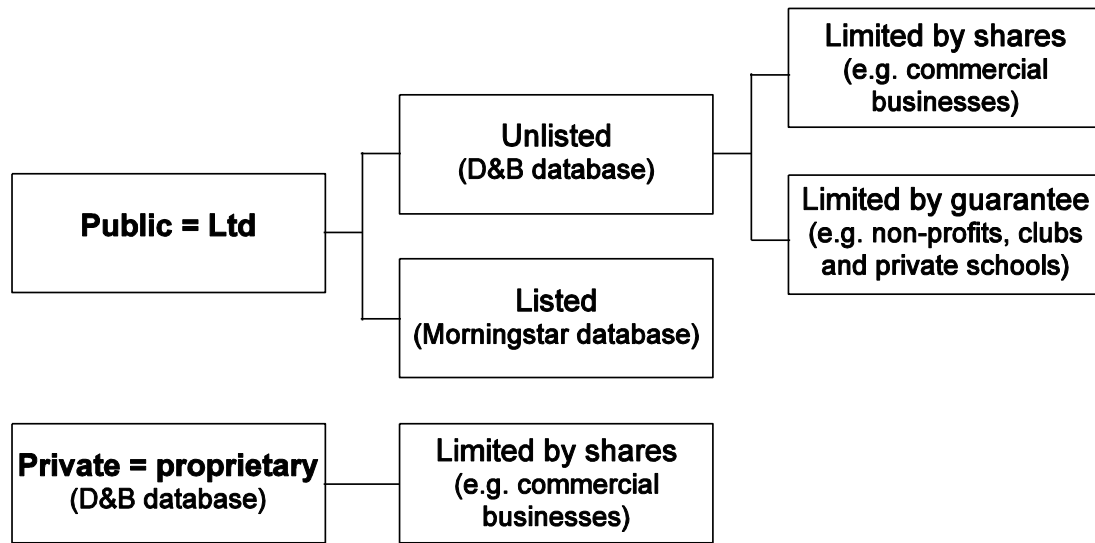 Public = Ltd
Unlisted
(D&B database)
Limited by shares
(e.g. commercial
businesses)
Limited by guarantee
(e.g. non-profits, clubs
and private schools)
Listed
(Morningstar database)
Private = proprietary
(D&B database)
Limited by shares
(e.g. commercial
businesses)